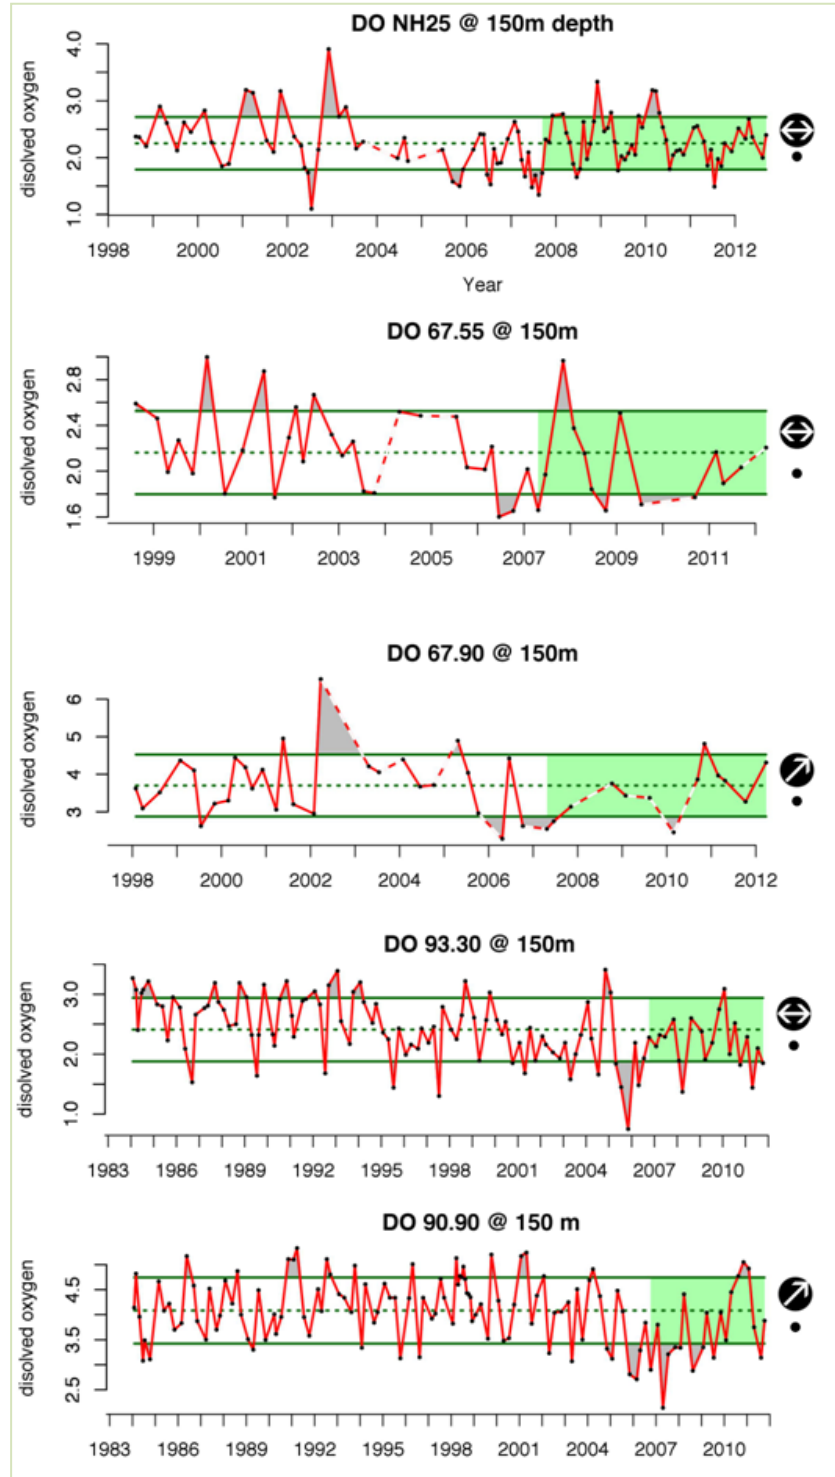 DO NH25 @ 150m depth
disolved oxygen
4.0
3.0
2.0
1.0
1998 2000 2002 2004 2006 2008 2010 2012
Year
DO 67.55 @ 150m
disolved oxygen
2.8
2.4
2.0
1.6
1999 2001 2003 2005 2007 2009 2011
DO 67.90 @ 150m
disolved oxygen
6
5
4
3
1998 2000 2002 2004 2006 2008 2010 2012
DO 93.30 @ 150m
disolved oxygen
3.0
2.0
1.0
1983 1986 1989 1992 1995 1998 2001 2004 2007 2010
DO 90.90 @ 150 m
disolved oxygen
4.5
3.5
2.5
1983 1986 1989 1992 1995 1998 2001 2004 2007 2010